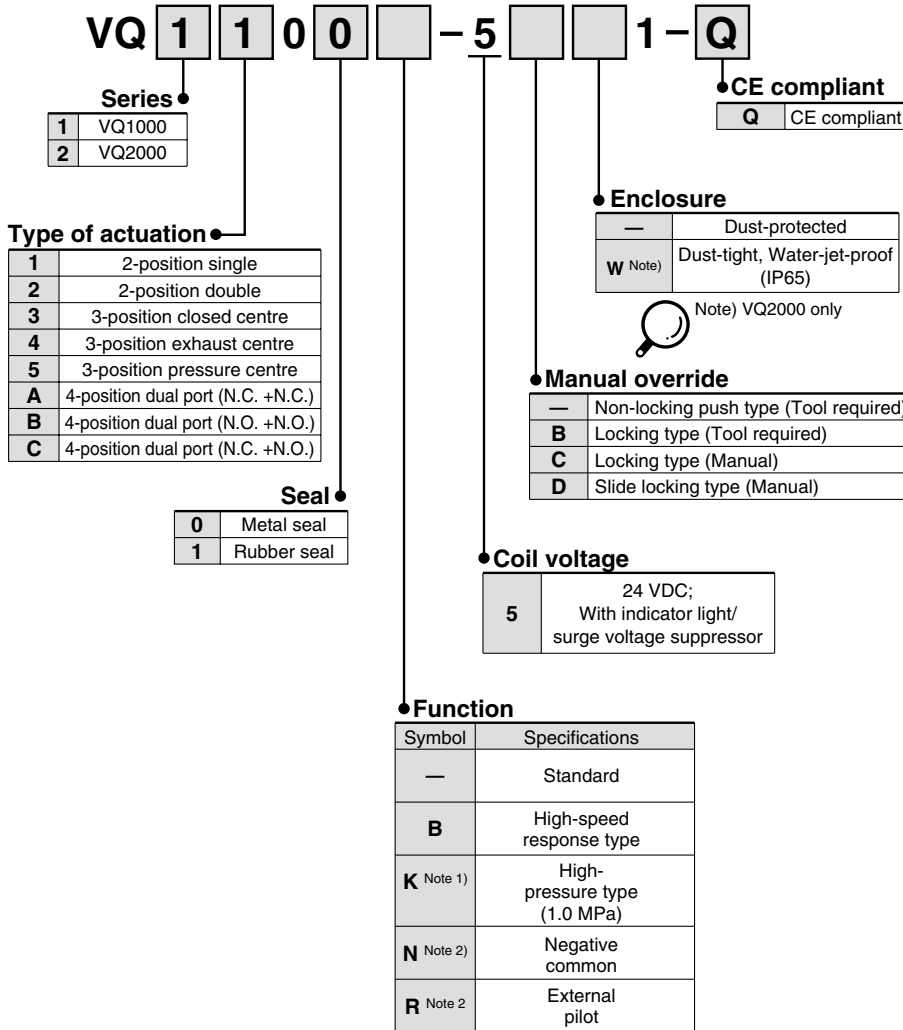 VQ 1 1 0 0 – 5 1 – Q
CE compliant
Q CE compliant
Series
1 VQ1000
2 VQ2000
Enclosure
— Dust-protected
W Note) Dust-tight, Water-jet-proof
(IP65)
Note) VQ2000 only
Type of actuation
1 2-position single
2 2-position double
3 3-position closed centre
4 3-position exhaust centre
5 3-position pressure centre
A 4-position dual port (N.C. +N.C.)
B 4-position dual port (N.O. +N.O.)
C 4-position dual port (N.C. +N.O.)
Manual override
— Non-locking push type (Tool required)
B Locking type (Tool required)
C Locking type (Manual)
D Slide locking type (Manual)
Seal
0 Metal seal
1 Rubber seal
Coil voltage
5 24 VDC;
With indicator light/
surge voltage suppressor
Function
Symbol Specifications
— Standard
B High-speed
response type
K Note 1) High-
pressure type
(1.0 MPa)
N Note 2) Negative
common
R Note 2 External
pilot